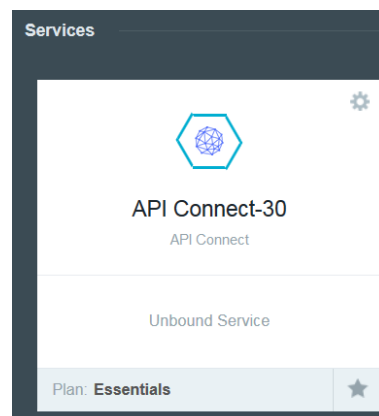 Services
API Connect-30
API Connect
Unbound Service
Plan: Essentials